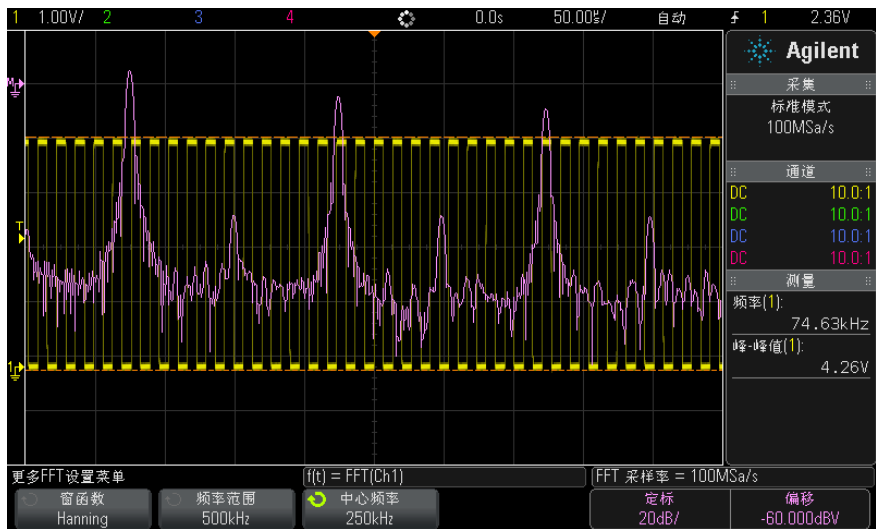 1 1.00V/ 2 3 4 0.0s 50.00㎲/ 自动 1 2.36V
Agilent
采集
标准模式
100MSa/s
通道
DC 10.0:1
DC 10.0:1
DC 10.0:1
DC 10.0:1
测量
频率(1):
74.63kHz
峰-峰值(1):
4.26V
M
T
1
更多FFT设置菜单 f(t) = FFT(Ch1) FFT 采样率 = 100MSa/s
窗函数 频率范围 中心频率 定标 偏移
Hanning 500kHz 250kHz 20dB/ -60.000dBV